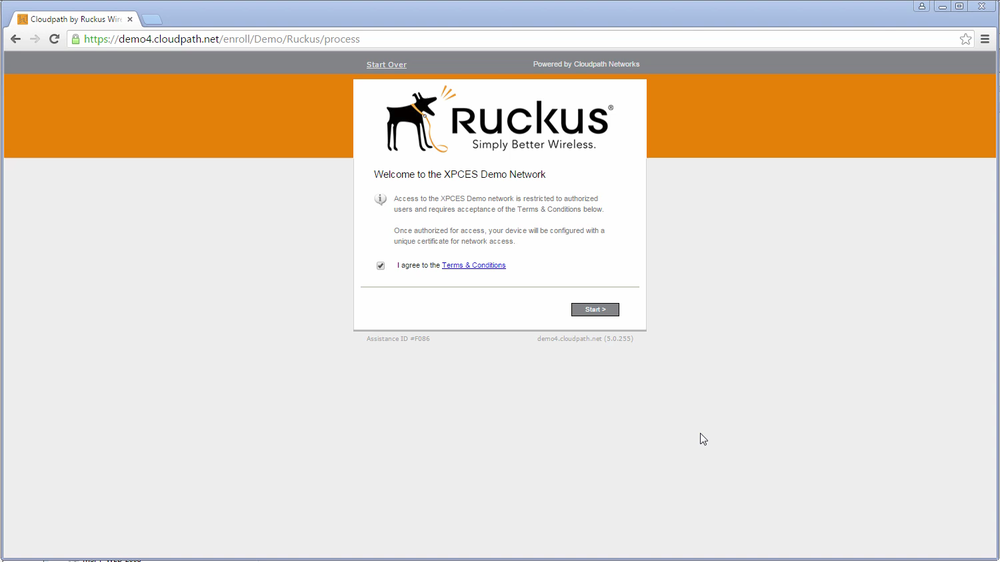 Cloudpath by Ruckus Wire
https://demo4.cloudpath.net/enroll/Demo/Ruckus/process
Start Over
Powered by Cloudpath Networks
RUCKUS®
Simply Better Wireless.
Welcome to the XPCES Demo Network
Access to the XPCES Demo network is restricted to authorized
users and requires acceptance of the Terms & Conditions below.
Once authorized for access, your device will be configured with a
unique certificate for network access.
I agree to the Terms & Conditions
Start >
Assistance ID #F086
demo4.cloudpath.net (5.0.255)